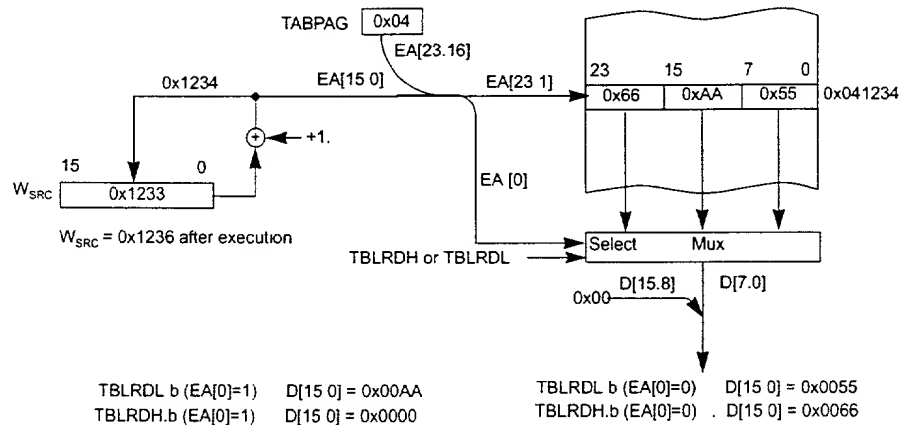 TABPAG 0x04
EA[23.16]
0x1234
EA[15 0]
EA[23 1]
23 15 7 0
0x66 0xAA 0x55 0x041234
+
+1.
15 0
WSRC 0x1233
EA [0]
WSRC = 0x1236 after execution
Select Mux
TBLRDH or TBLRDL
D[15.8] D[7.0]
0x00
TBLRDL b (EA[0]=1) D[15 0] = 0x00AA
TBLRDH.b (EA[0]=1) D[15 0] = 0x0000
TBLRDL b (EA[0]=0) D[15 0] = 0x0055
TBLRDH.b (EA[0]=0) . D[15 0] = 0x0066